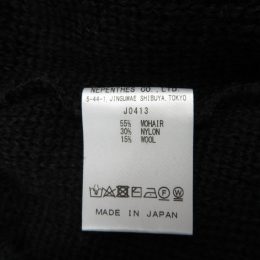 NEPENTHES CO., LTD.
5-44-1, JINGUMAE SHIBUYA, TOKYO
J0413
55% MOHAIR
30% NYLON
15% WOOL
MADE IN JAPAN